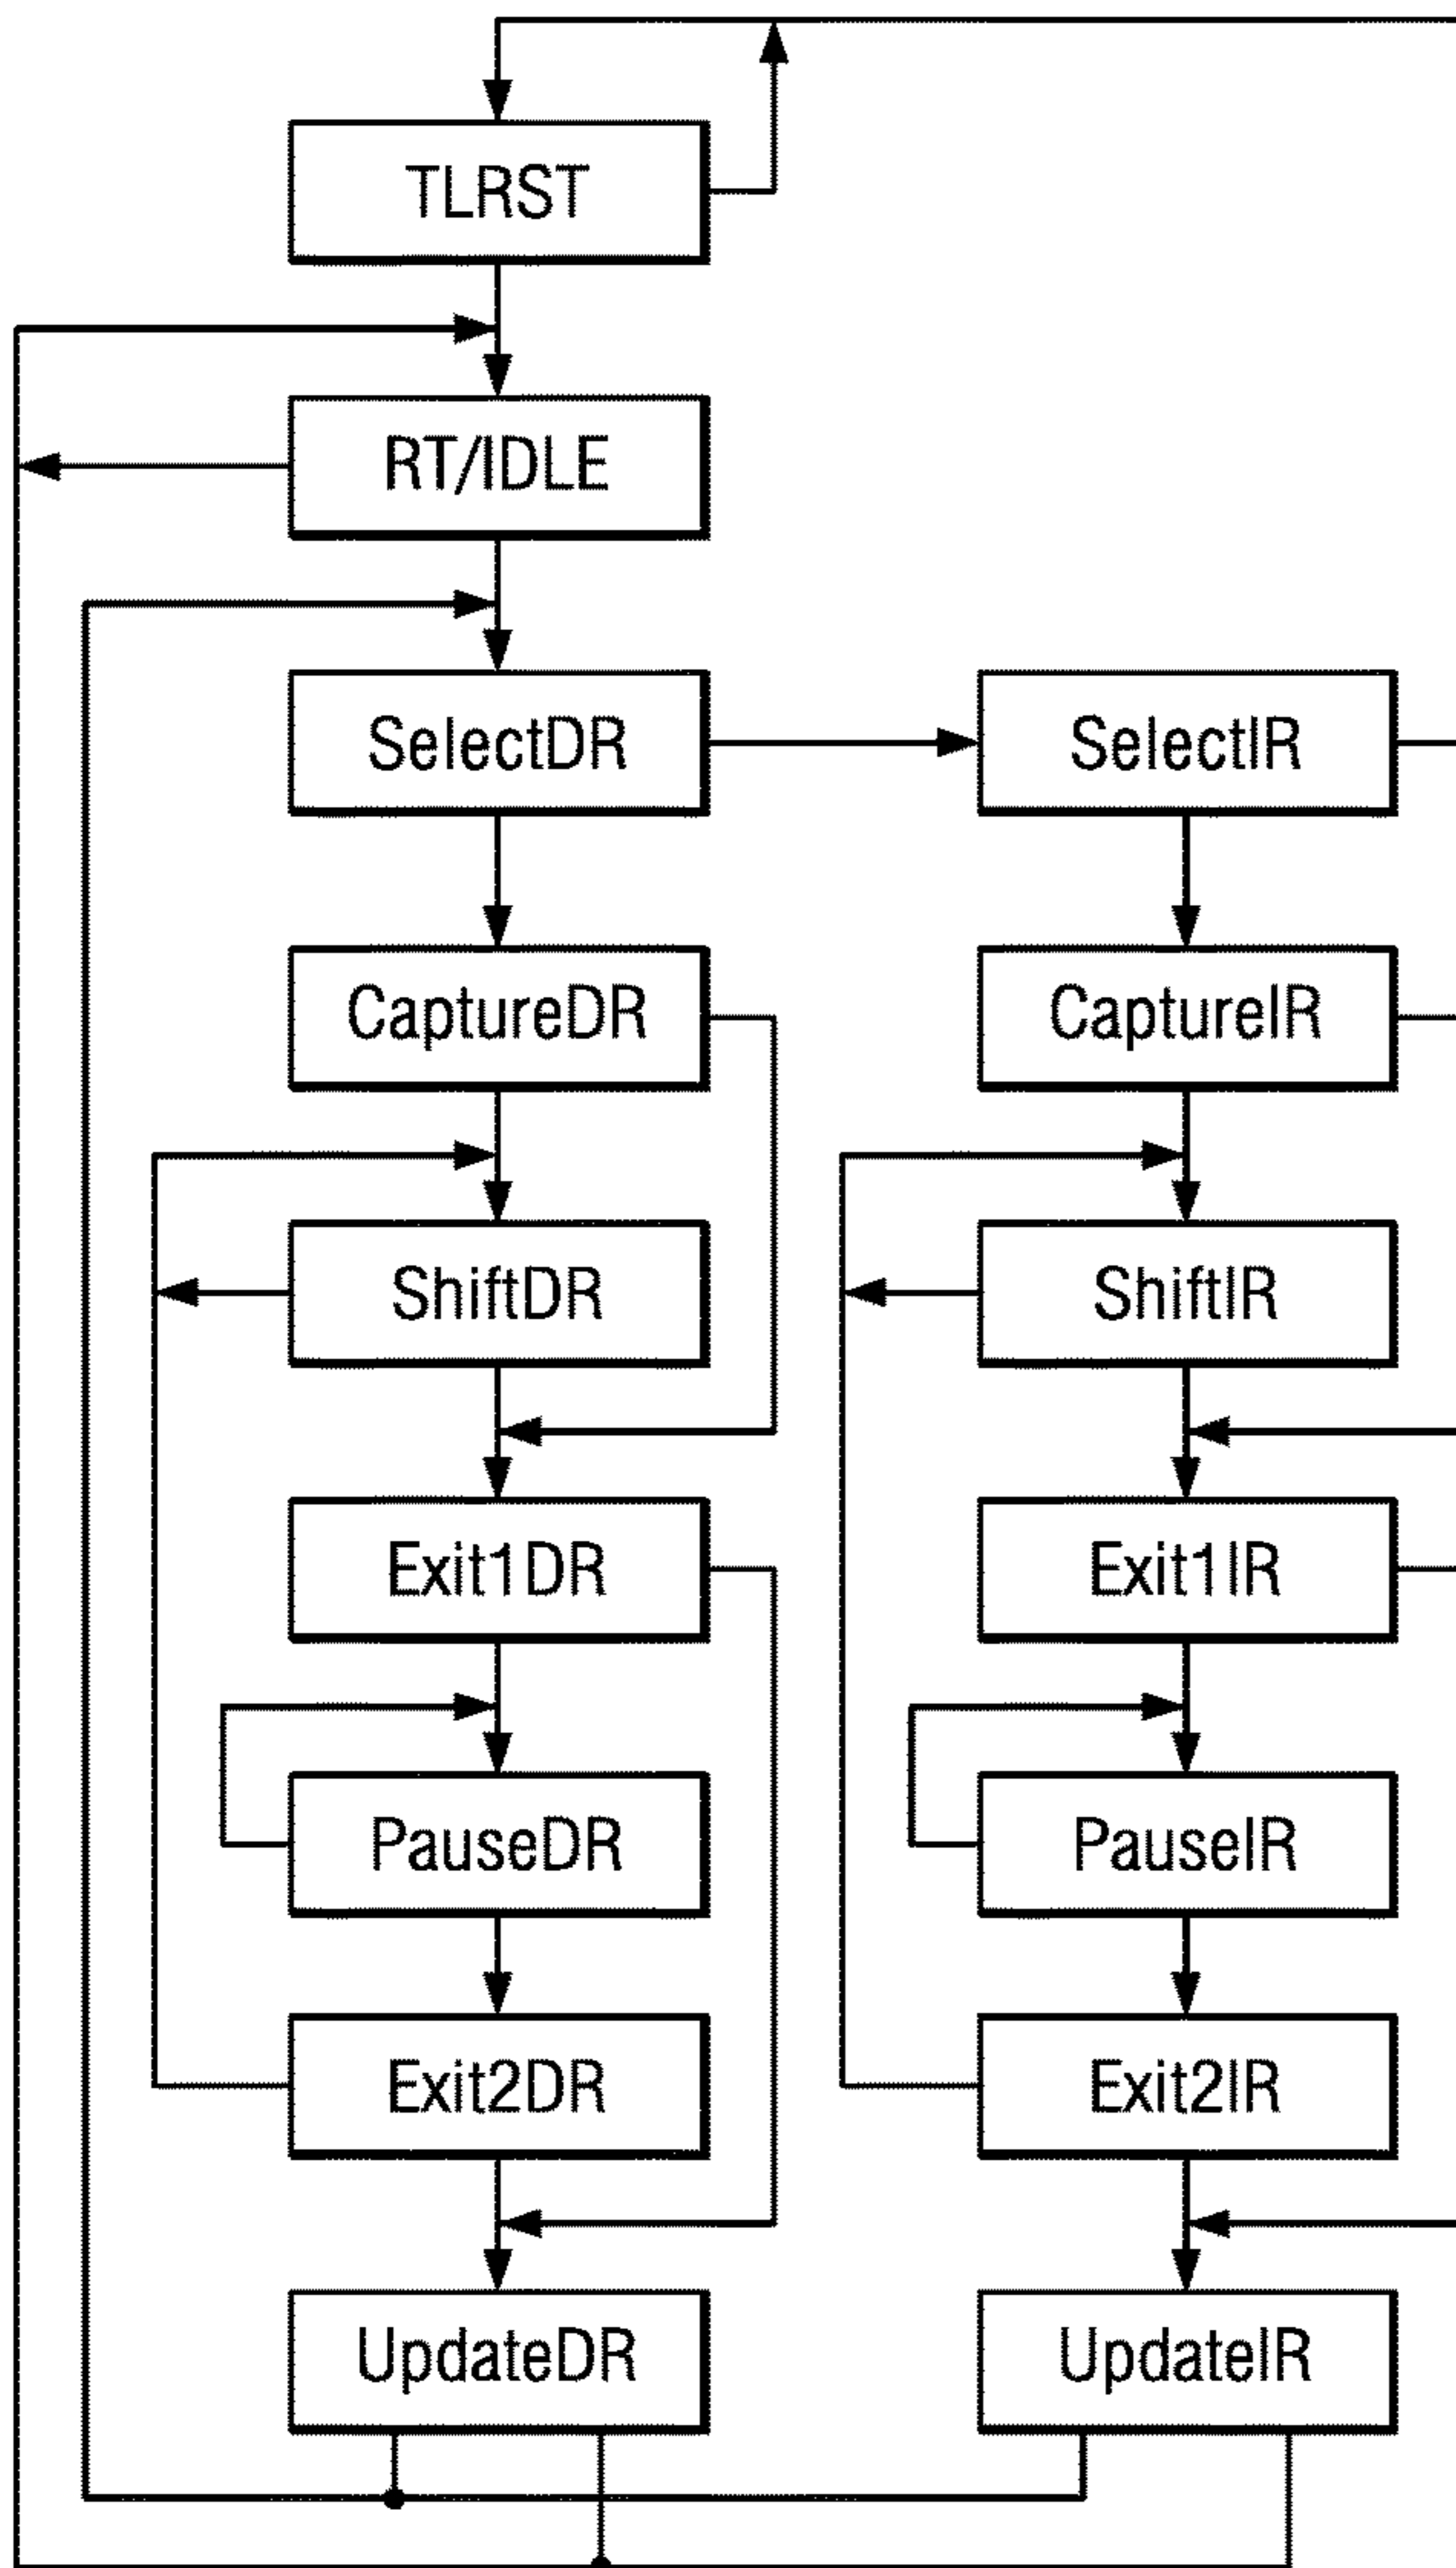 TLRST
RT/IDLE
SelectDR
SelectIR
CaptureDR
CaptureIR
ShiftDR
ShiftIR
Exit1DR
Exit1IR
PauseDR
PauseIR
Exit2DR
Exit2IR
UpdateDR
UpdateIR